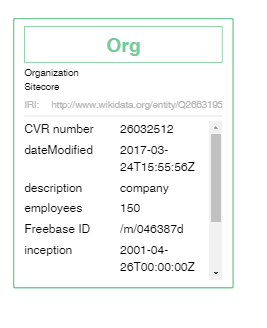 Org
Organization
Sitecore
IRI: http://www.wikidata.org/entity/Q2663195
CVR number 26032512
dateModified 2017-03-
24T15:55:56Z
description company
employees 150
Freebase ID /m/046387d
inception 2001-04-
26T00:00:00Z